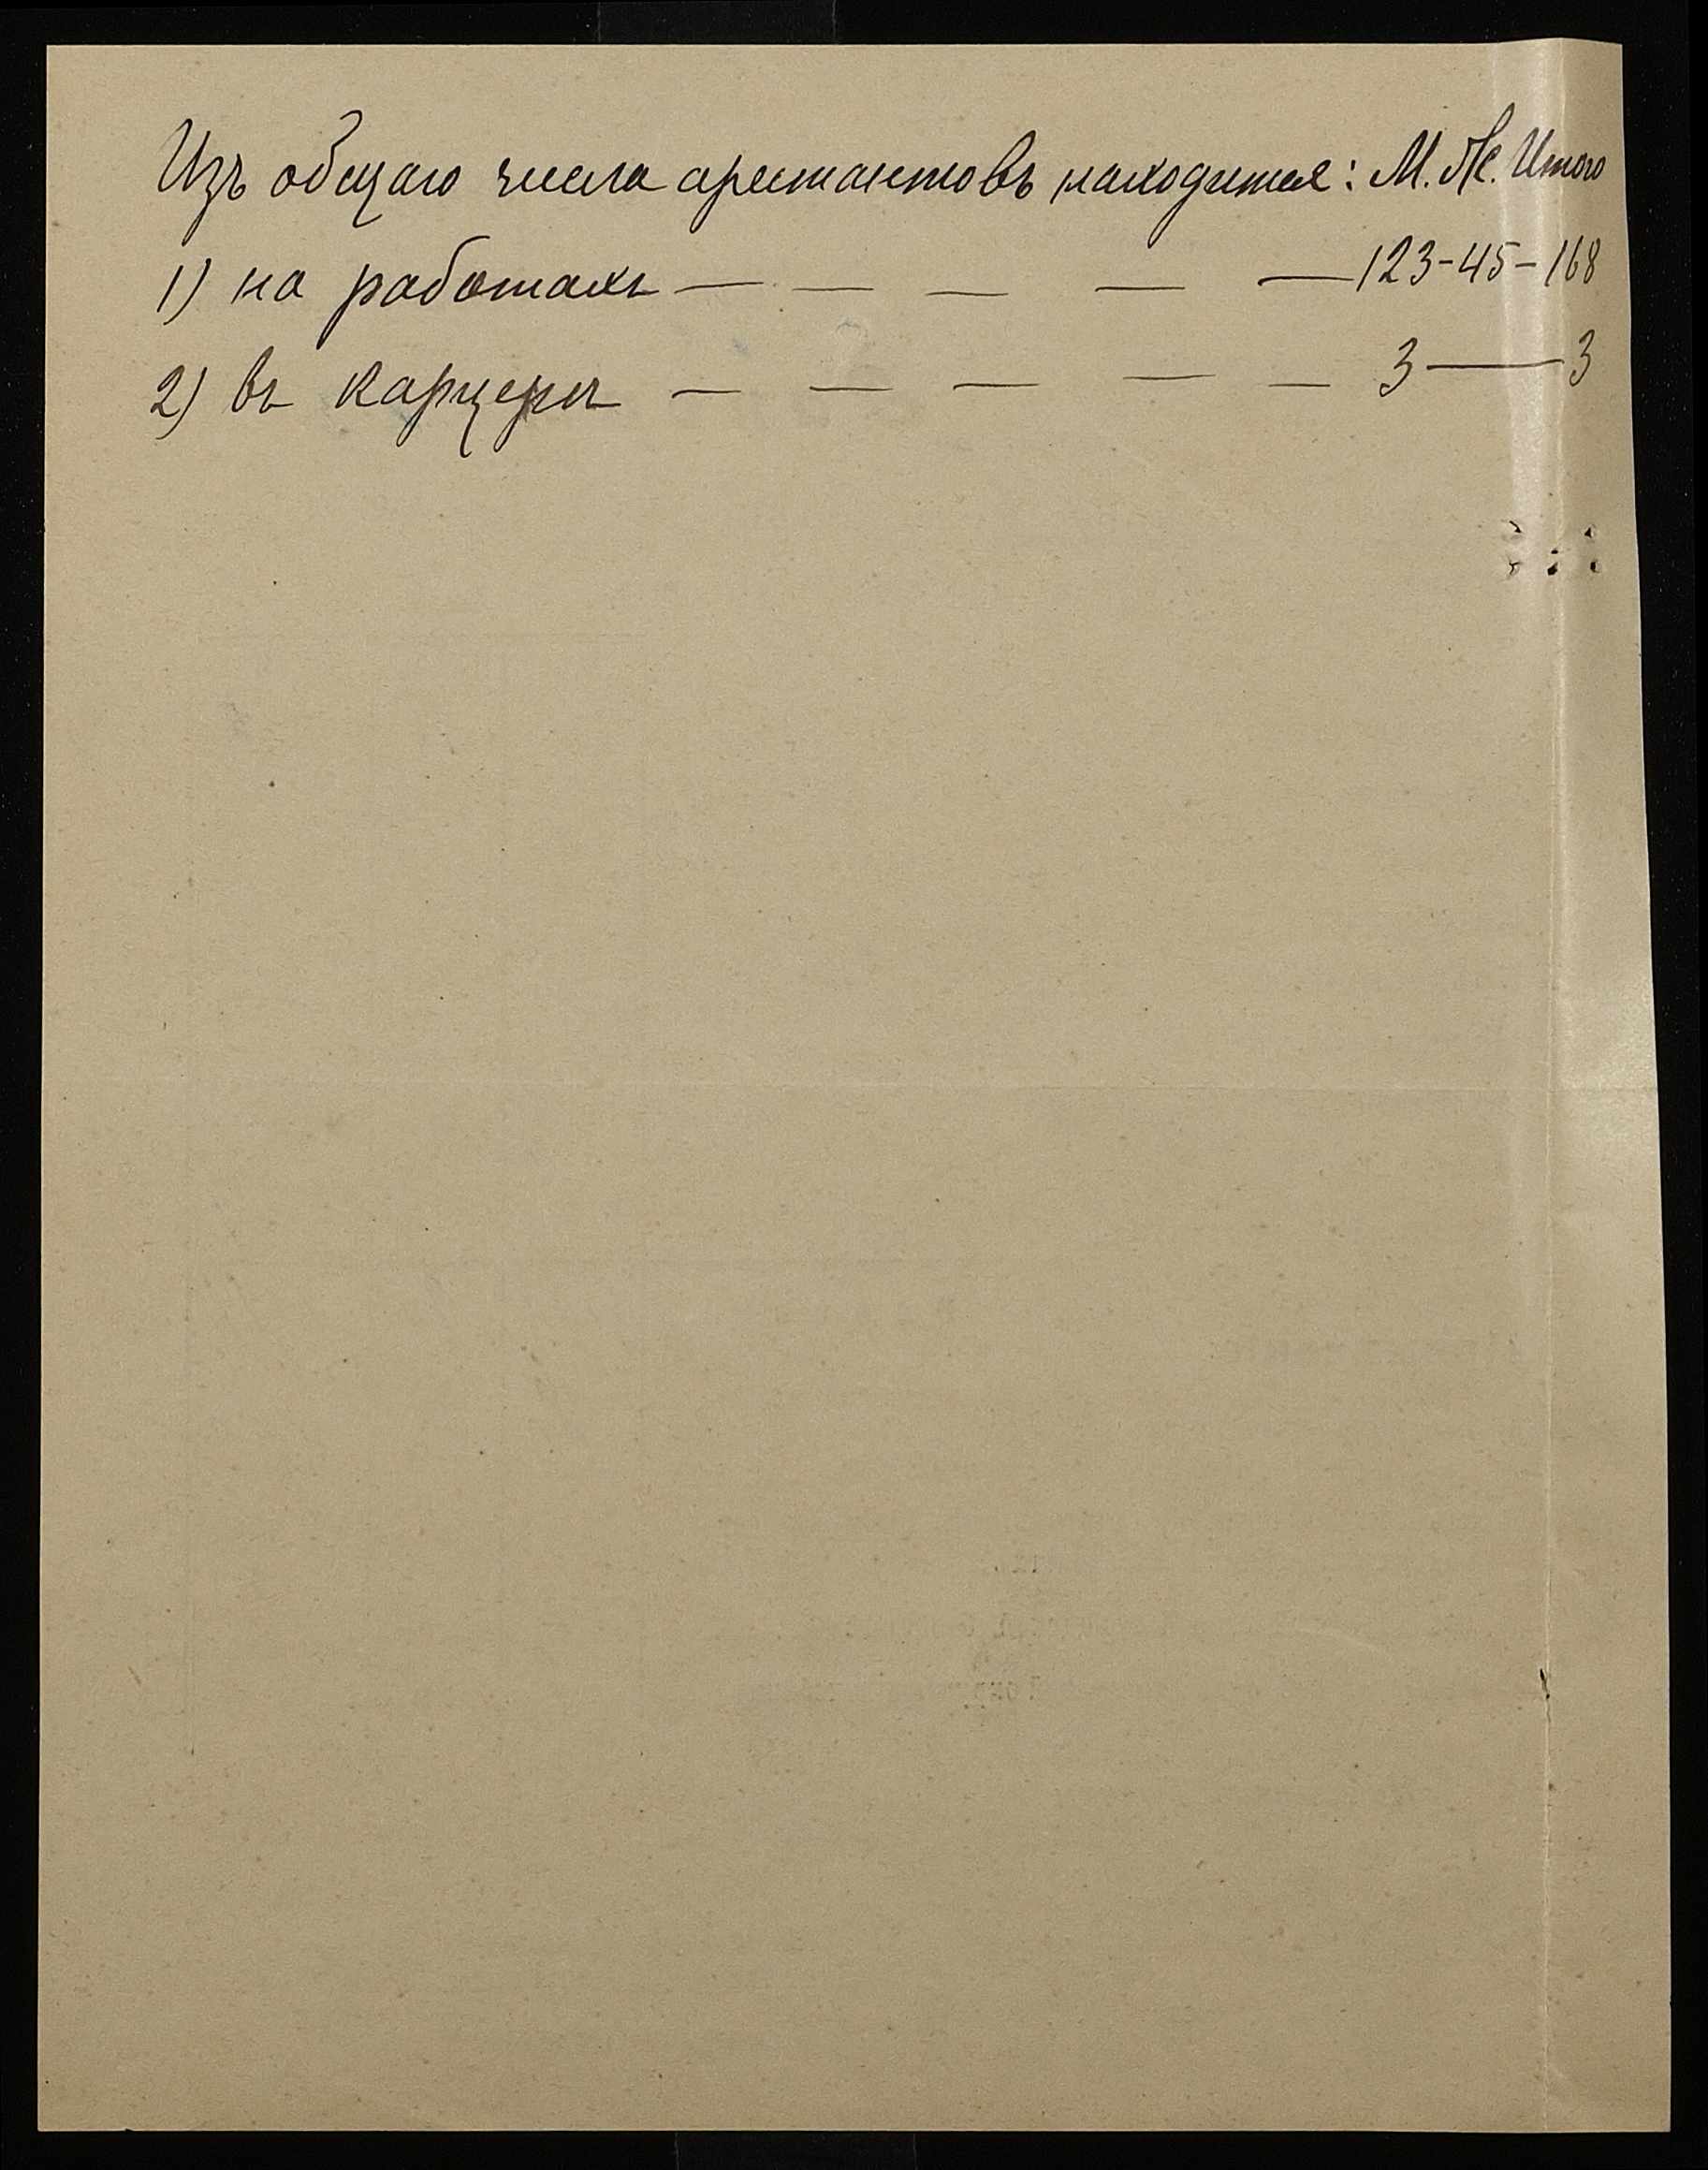 Изъ общаго числа арестантовъ находится: М. Ж. Итого
1) на работахъ — — — — — 123-45-168
2) въ карцерѣ — — — — — 3 — 3